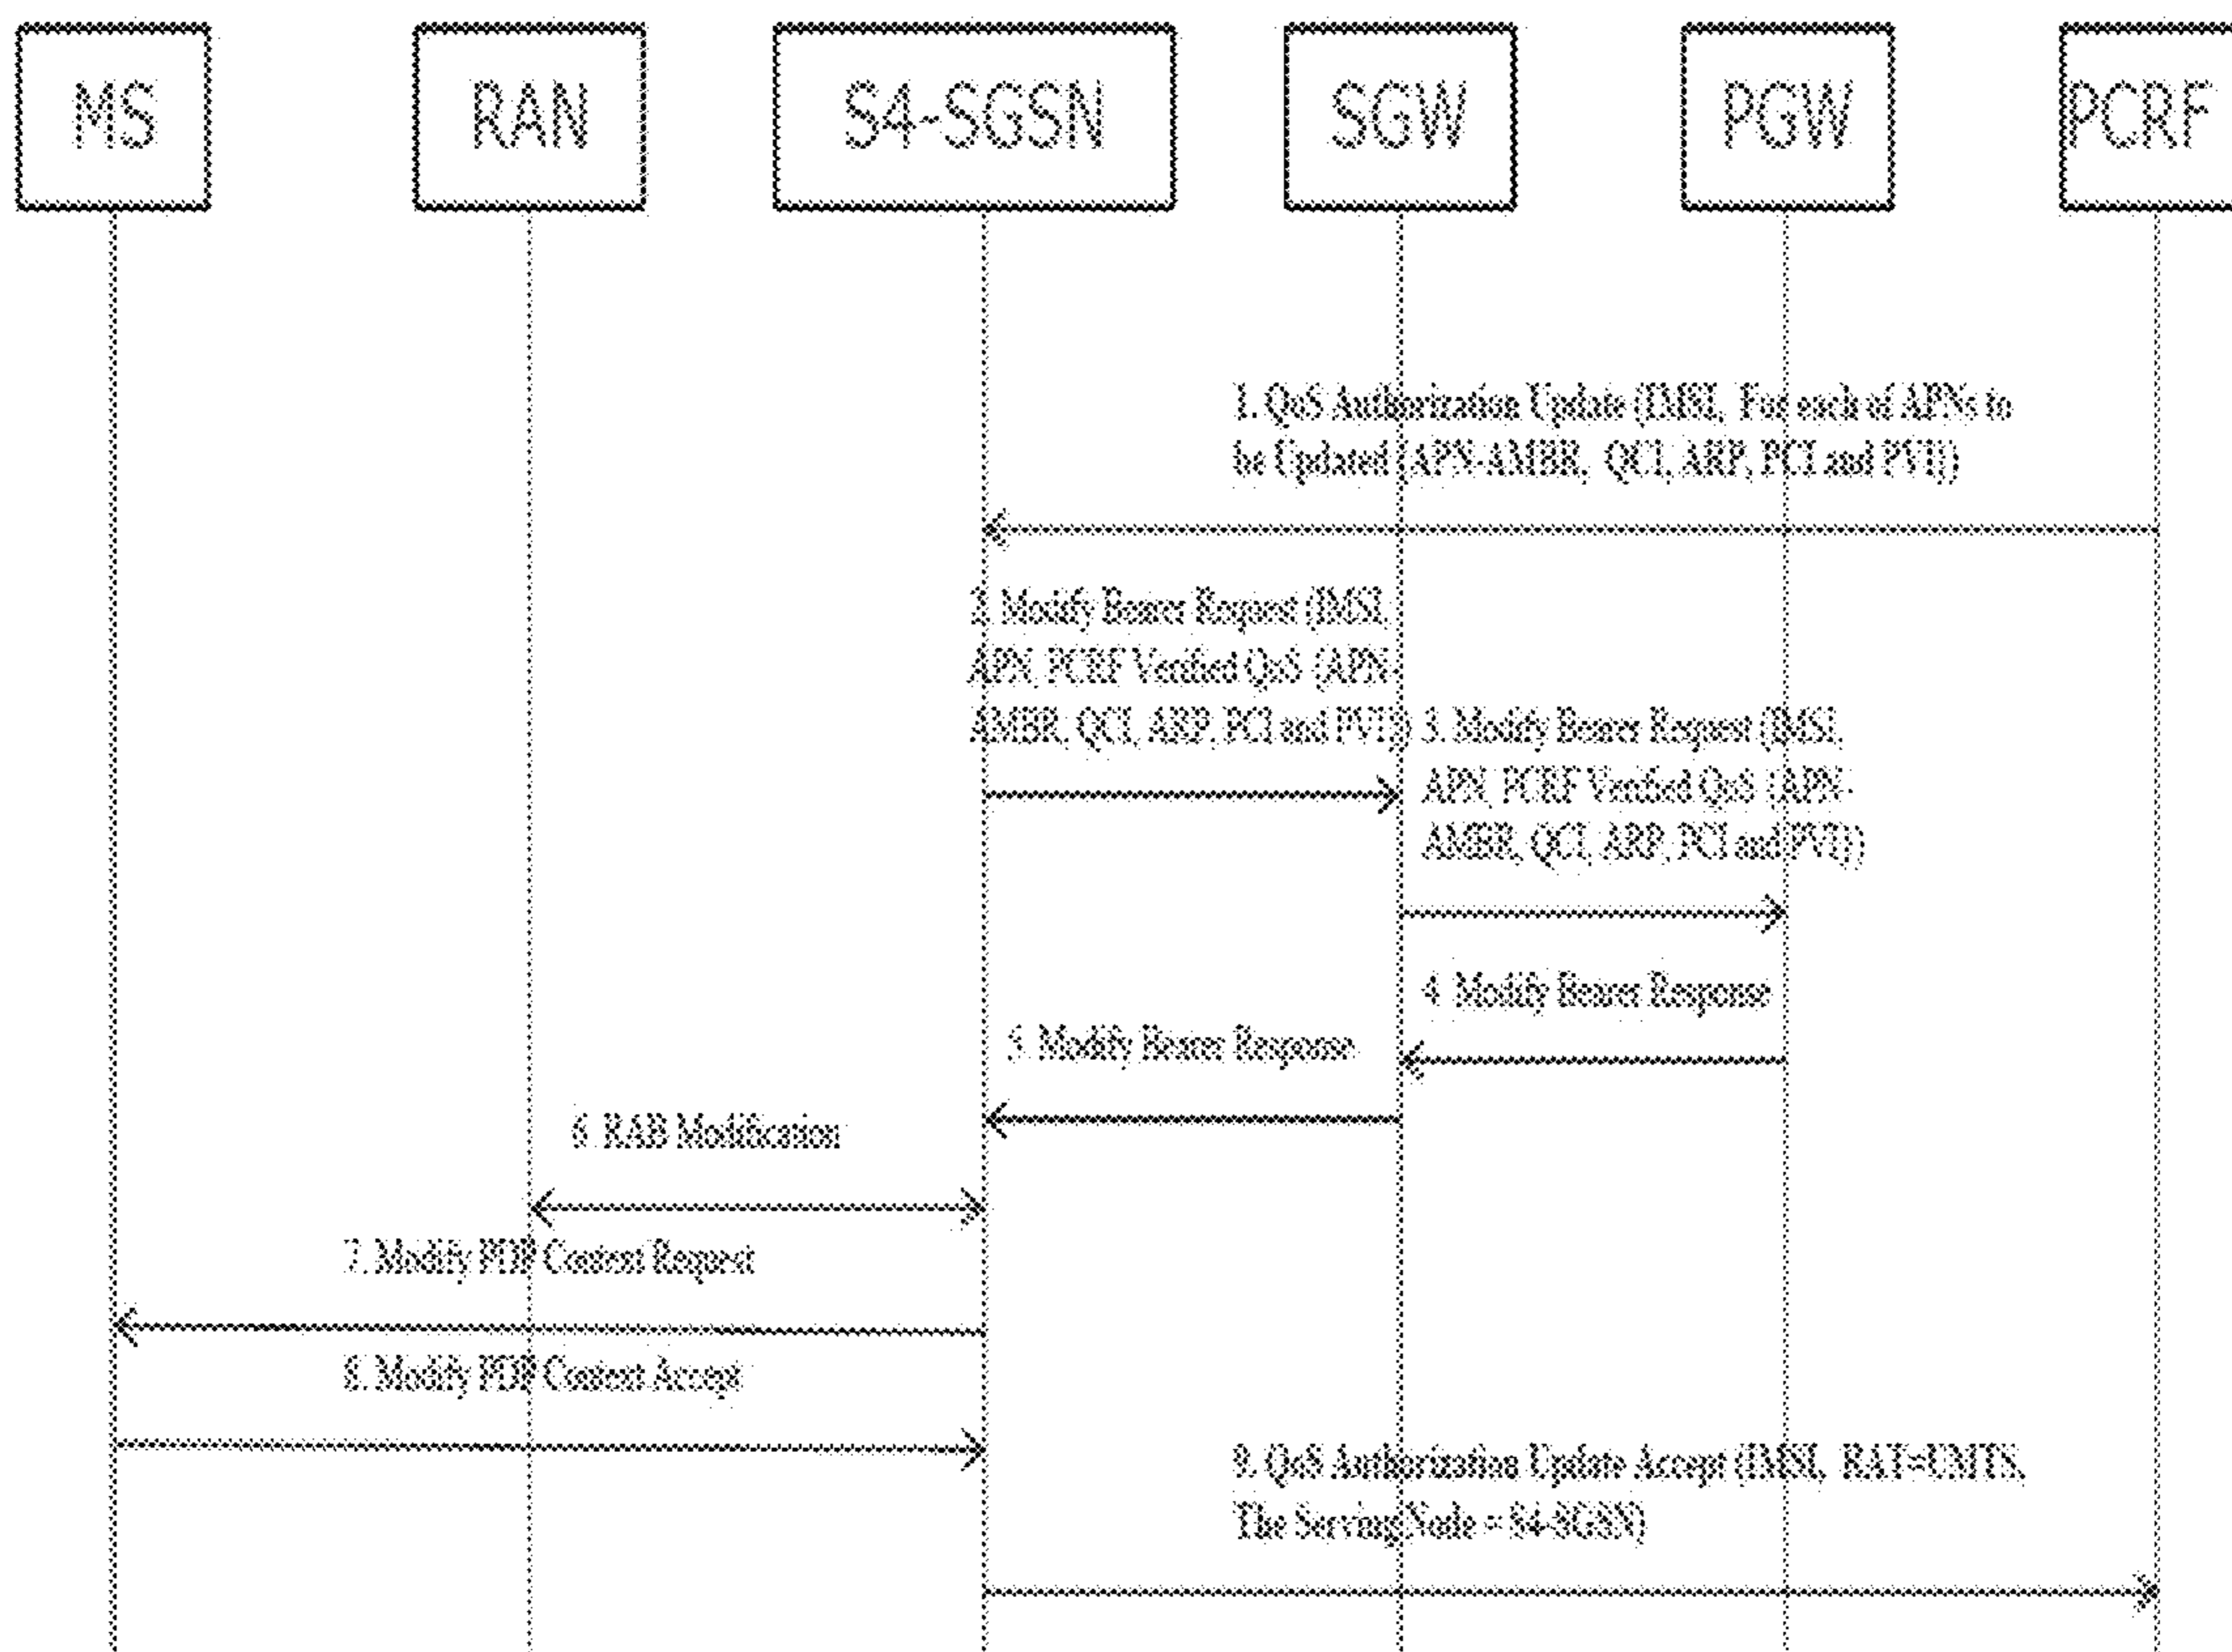 MS
RAN
S4-SGSN
SGW
PGW
PCRF
1. QoS Authorization Update (IMSI, For each of APNs to
be Updated (APN-AMBR, QCI, ARP, PCI and PVI))
2. Modify Bearer Request (IMSI,
APN, PCRF Verified QoS (APN-
AMBR, QCI, ARP, PCI and PVI))
3. Modify Bearer Request (IMSI,
APN, PCRF Verified QoS (APN-
AMBR, QCI, ARP, PCI and PVI))
4. Modify Bearer Response
5. Modify Bearer Response
6. RAB Modification
7. Modify PDP Context Request
8. Modify PDP Context Accept
9. QoS Authorization Update Accept (IMSI, RAT=UMTS,
The Serving Node = S4-SGSN)